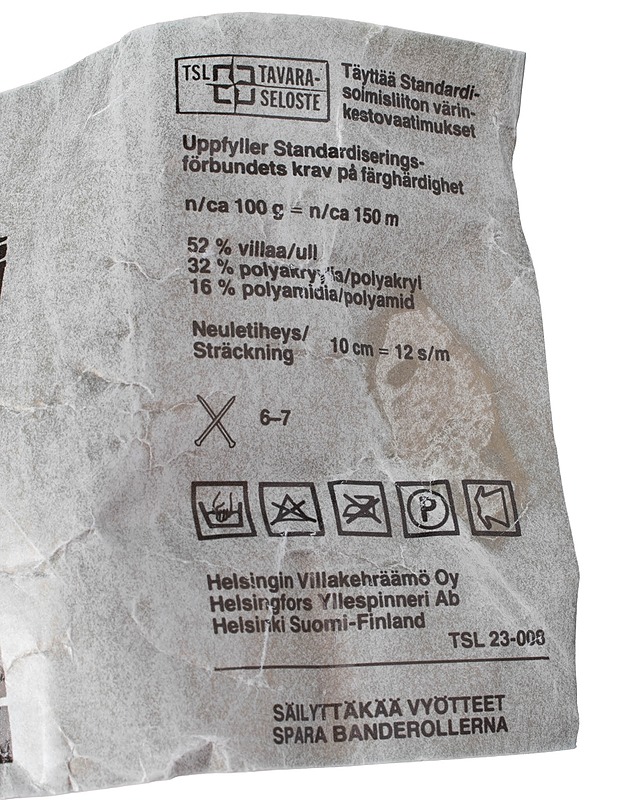 TSL TAVARA-
SELOSTE
Täyttää Standardi-
soimisliiton värin-
kestovaatimukset
Uppfyller Standardiserings-
förbundets krav på färghärdighet
n/ca 100 g = n/ca 150 m
52 % villaa/ull
32 % polyakryylia/polyakryl
16 % polyamidia/polyamid
Neuletiheys/
Sträckning
10 cm = 12 s/m
6–7
P
Helsingin Villakehräämö Oy
Helsingfors Yllespinneri Ab
Helsinki Suomi-Finland
TSL 23-008
SÄILYTTÄKÄÄ VYÖTTEET
SPARA BANDEROLLERNA